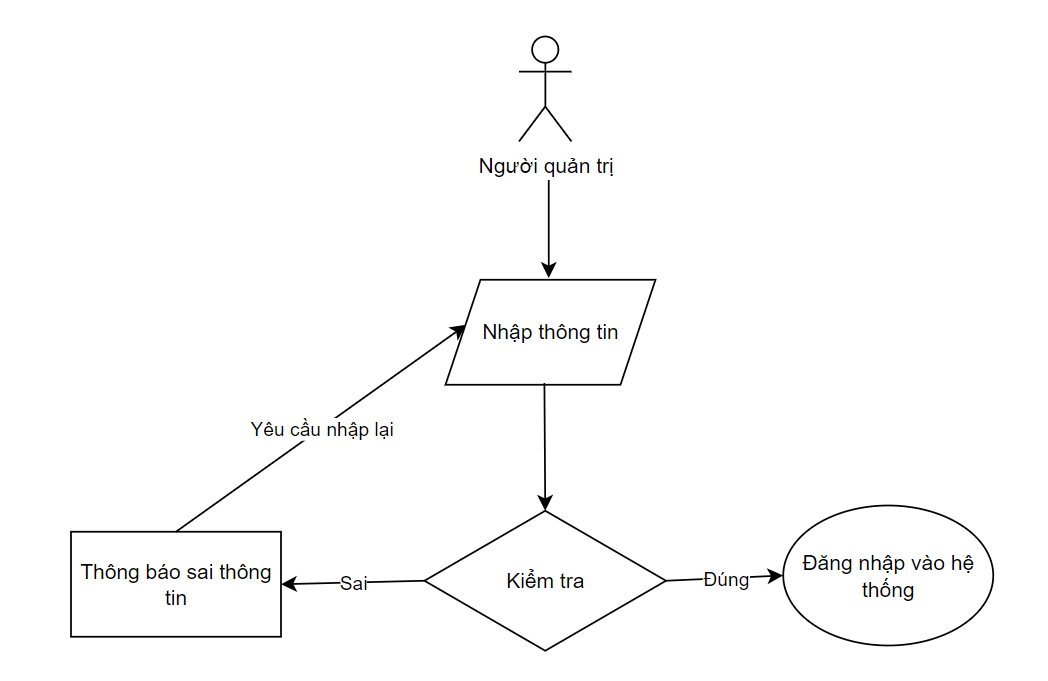 Người quản trị
Nhập thông tin
Yêu cầu nhập lại
Thông báo sai thông
tin
Sai
Kiểm tra
Đúng
Đăng nhập vào hệ
thống